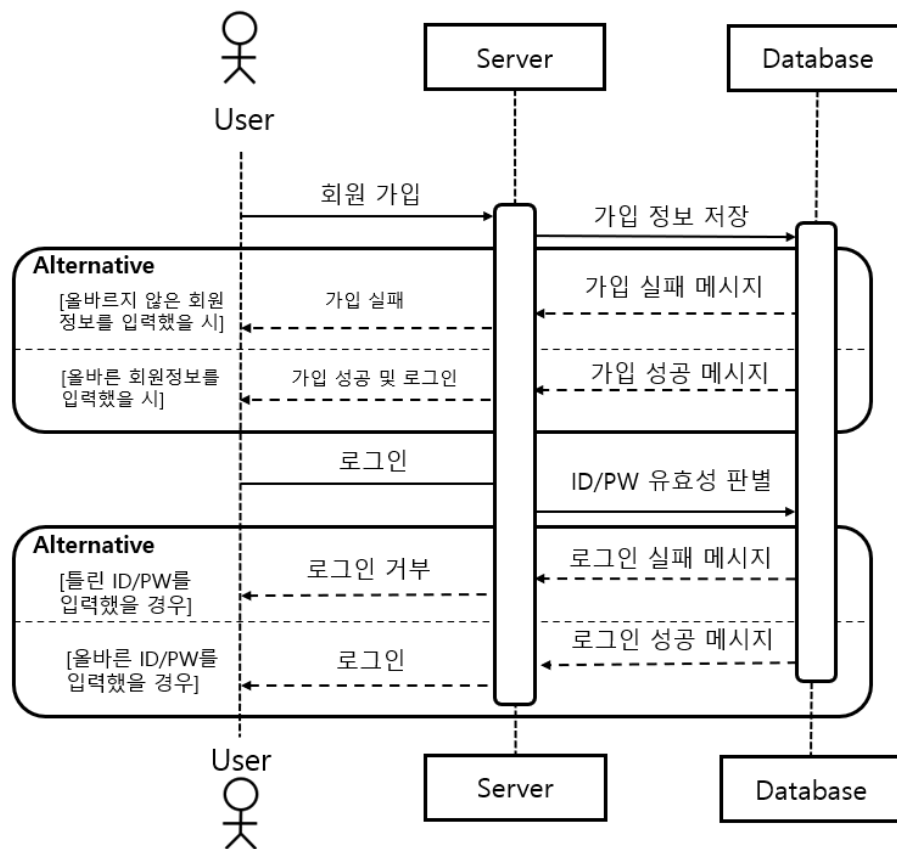 User
Server
Database
회원 가입
가입 정보 저장
Alternative
[올바르지 않은 회원
정보를 입력했을 시]
가입 실패
가입 실패 메시지
[올바른 회원정보를
입력했을 시]
가입 성공 및 로그인
가입 성공 메시지
로그인
ID/PW 유효성 판별
Alternative
[틀린 ID/PW를
입력했을 경우]
로그인 거부
로그인 실패 메시지
[올바른 ID/PW를
입력했을 경우]
로그인
로그인 성공 메시지
User
Server
Database